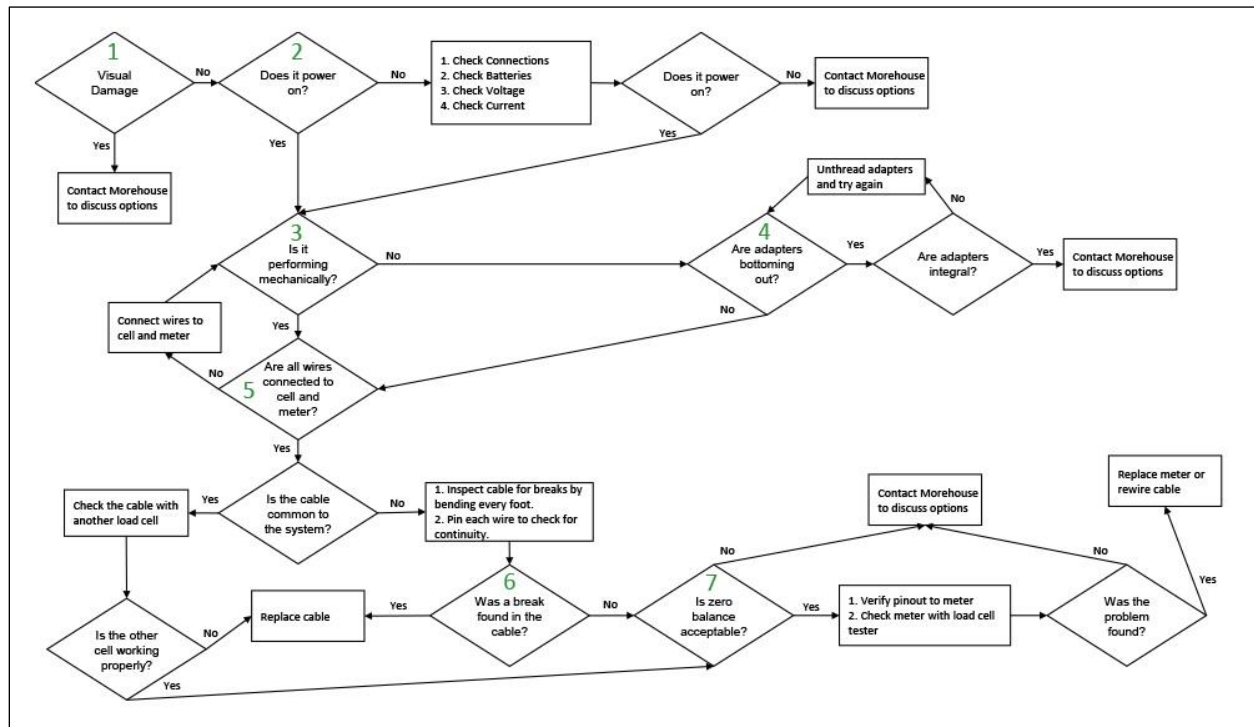 1
Visual
Damage
No
2
Does it power
on?
No
1. Check Connections
2. Check Batteries
3. Check Voltage
4. Check Current
Does it power
on?
No
Contact Morehouse
to discuss options
Yes
Yes
Yes
Contact Morehouse
to discuss options
Unthread adapters
and try again
No
3
Is it
performing
mechanically?
No
4
Are adapters
bottoming
out?
Yes
Are adapters
integral?
Yes
Contact Morehouse
to discuss options
Connect wires to
cell and meter
Yes
No
No
5
Are all wires
connected to
cell and
meter?
Yes
Check the cable with
another load cell
Yes
Is the cable
common to
the system?
No
1. Inspect cable for breaks by
bending every foot.
2. Pin each wire to check for
continuity.
Contact Morehouse
to discuss options
Replace meter or
rewire cable
No
No
Yes
Is the other
cell working
properly?
No
Yes
Replace cable
Yes
6
Was a break
found in the
cable?
No
7
Is zero
balance
acceptable?
Yes
1. Verify pinout to meter
2. Check meter with load cell
tester
Was the
problem
found?